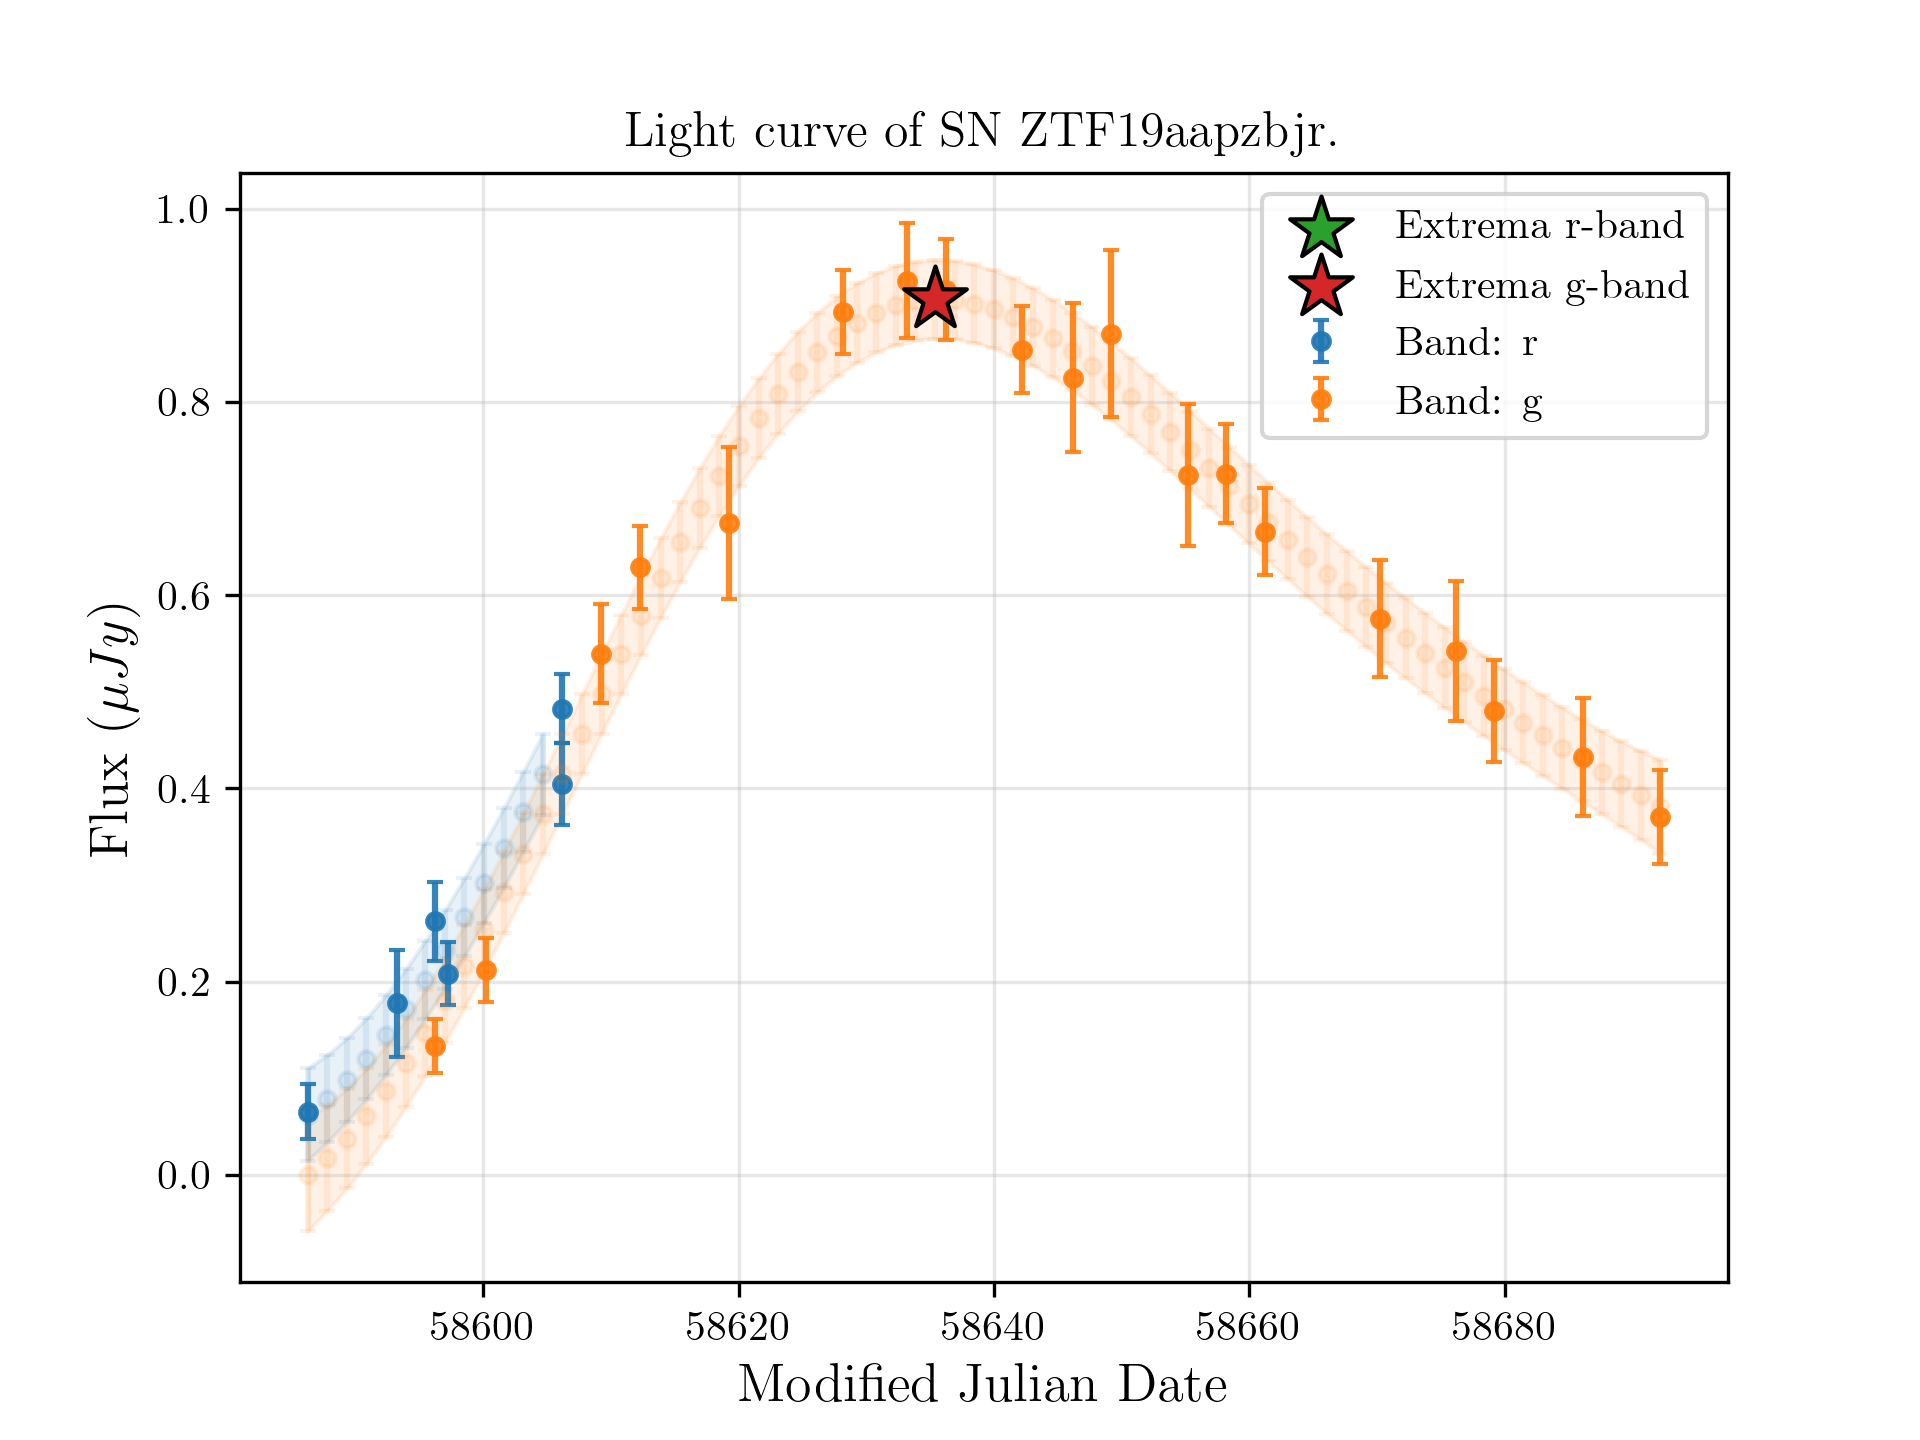 Light curve of SN ZTF19aapzbjr.
Extrema r-band
Extrema g-band
Band: r
Band: g
Flux (μJy)
1.0
0.8
0.6
0.4
0.2
0.0
58600 58620 58640 58660 58680
Modified Julian Date